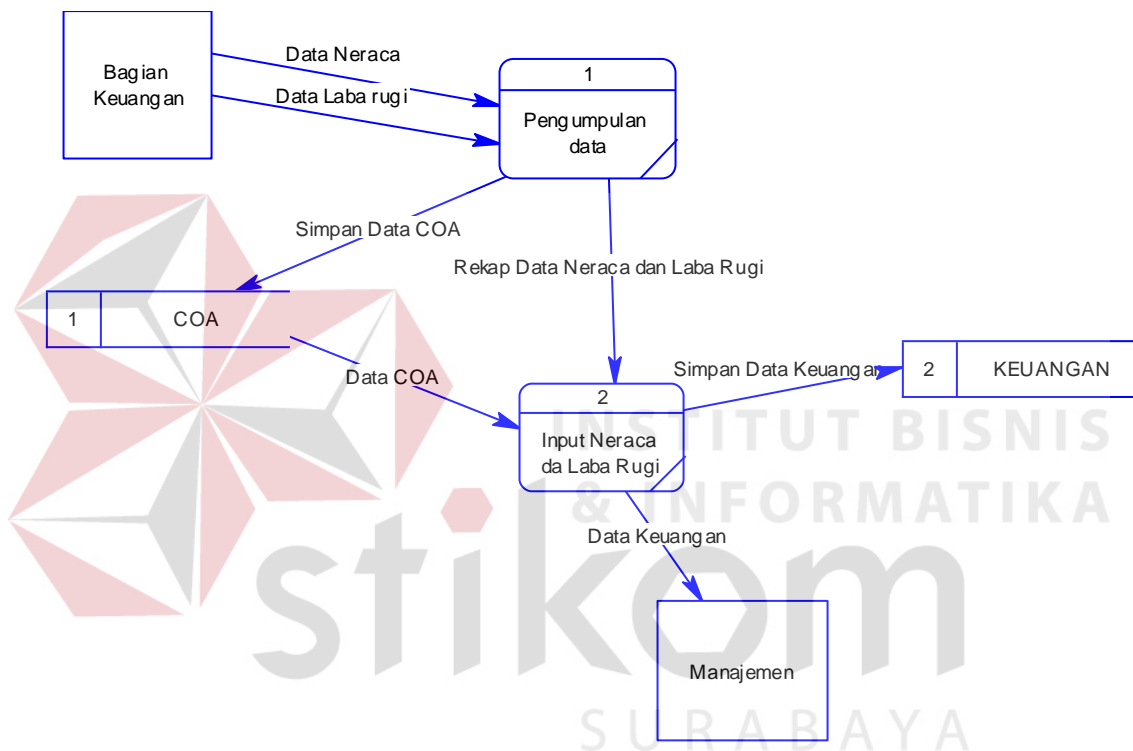 Bagian
Keuangan
Data Neraca
Data Laba rugi
1
Pengumpulan
data
Simpan Data COA
Rekap Data Neraca dan Laba Rugi
1
COA
Data COA
Simpan Data Keuangan
2
KEUANGAN
2
Input Neraca
da Laba Rugi
Data Keuangan
Manajemen
INSTITUT BISNIS
& INFORMATIKA
stikom
SURABAYA